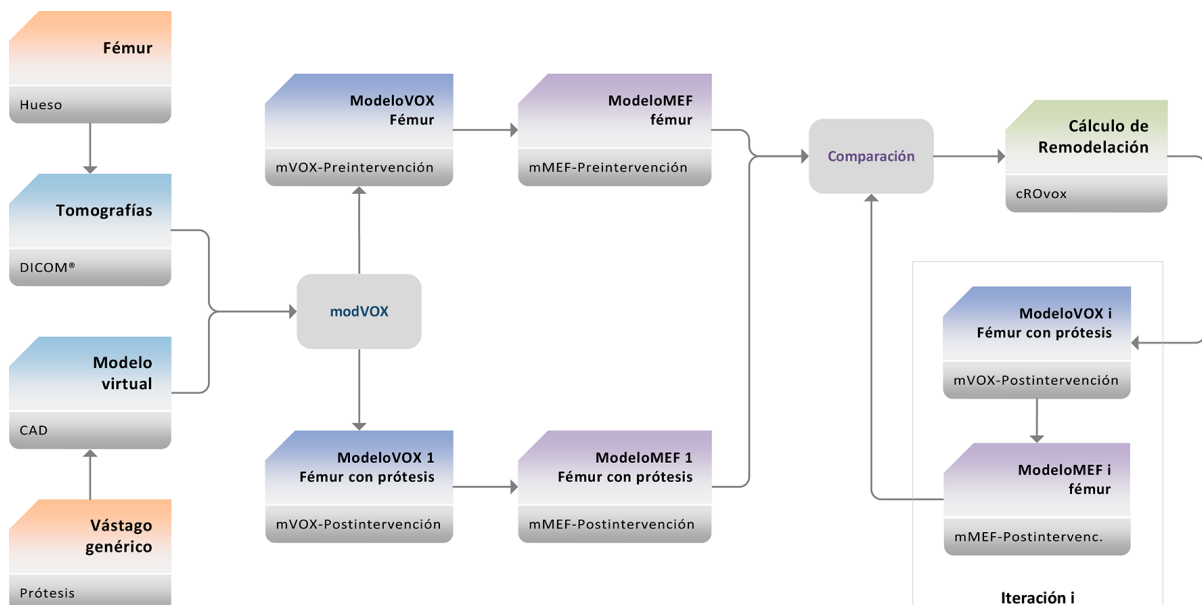 Fémur
Hueso
Tomografías
DICOM®
Modelo
virtual
CAD
Vástago
genérico
Prótesis
modVOX
ModeloVOX
Fémur
mVOX-Preintervención
ModeloMEF
fémur
mMEF-Preintervención
ModeloVOX 1
Fémur con prótesis
mVOX-Postintervención
ModeloMEF 1
Fémur con prótesis
mMEF-Postintervención
Comparación
Cálculo de
Remodelación
cROvox
ModeloVOX i
Fémur con prótesis
mVOX-Postintervención
ModeloMEF i
fémur
mMEF-Postintervenc.
Iteración i